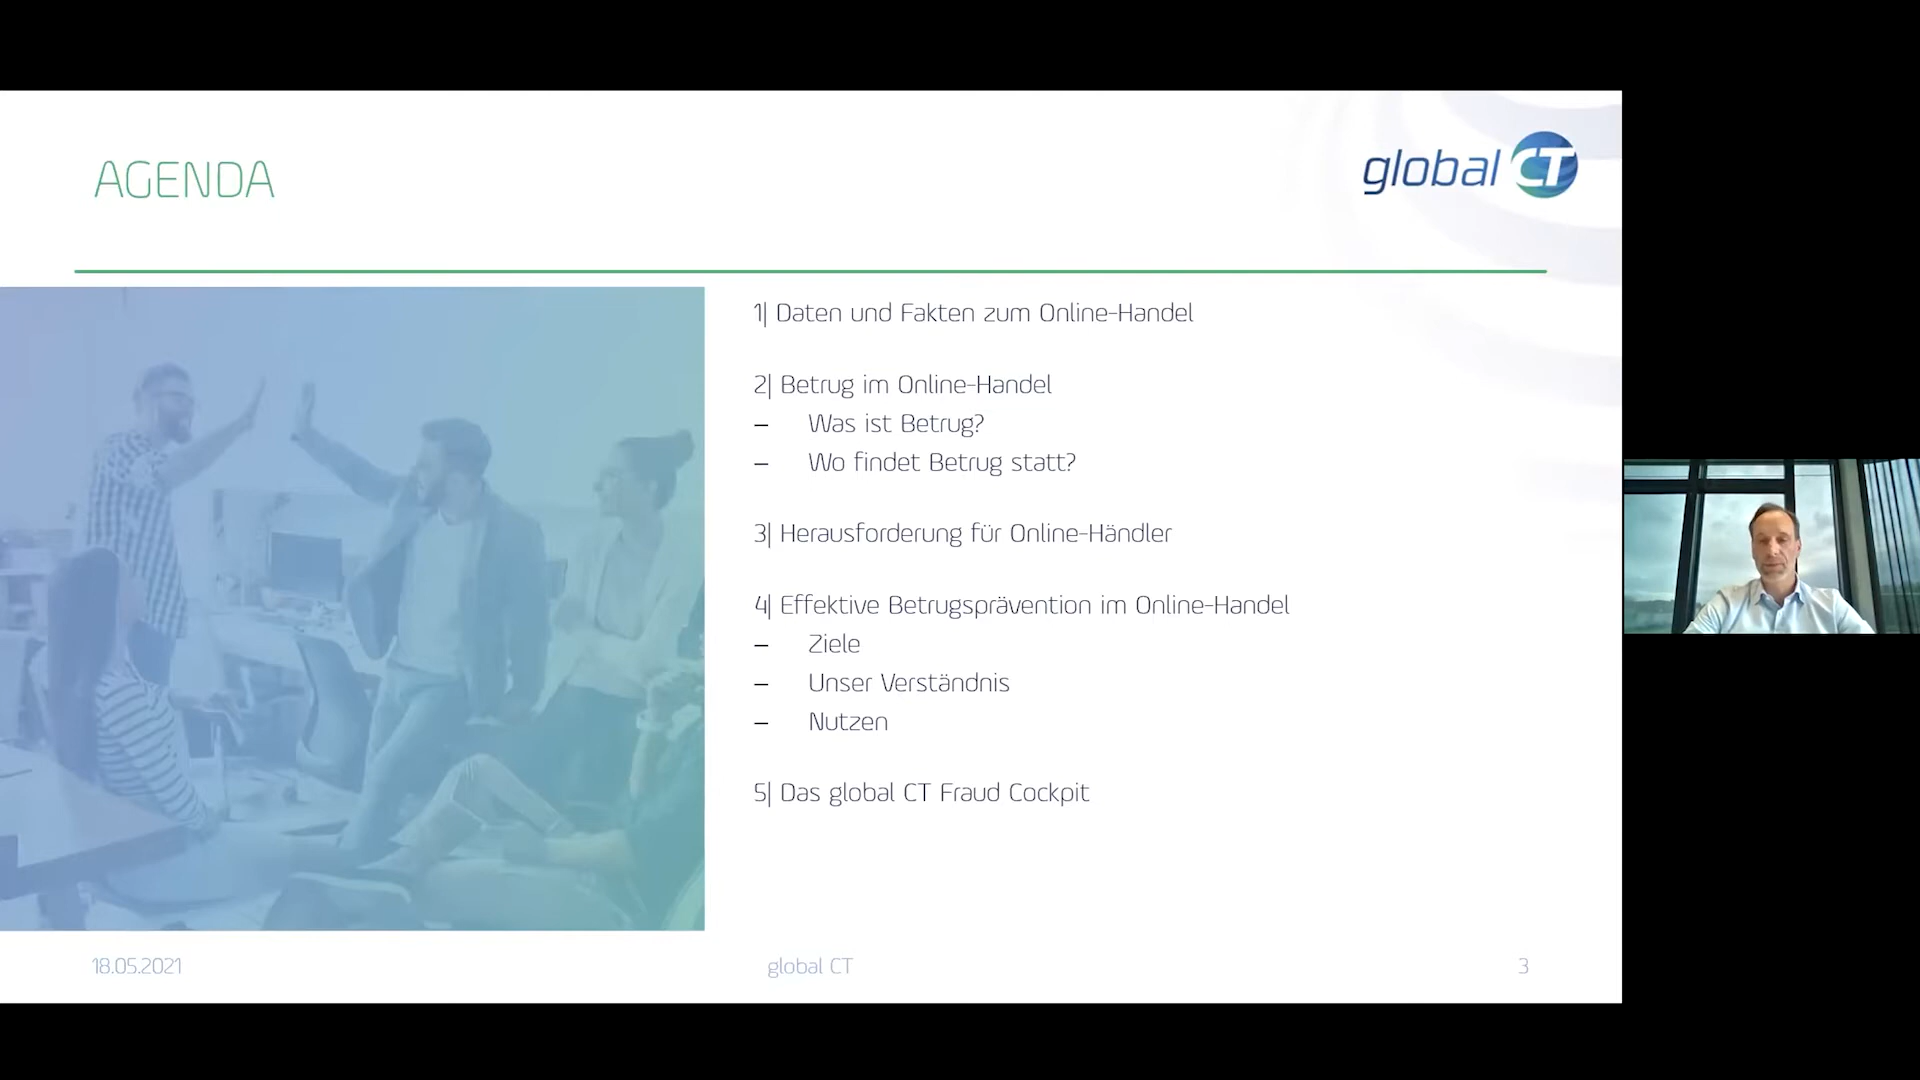 AGENDA
global CT
1| Daten und Fakten zum Online-Handel
2| Betrug im Online-Handel
– Was ist Betrug?
– Wo findet Betrug statt?
3| Herausforderung für Online-Händler
4| Effektive Betrugsprävention im Online-Handel
– Ziele
– Unser Verständnis
– Nutzen
5| Das global CT Fraud Cockpit
18.05.2021
global CT
3